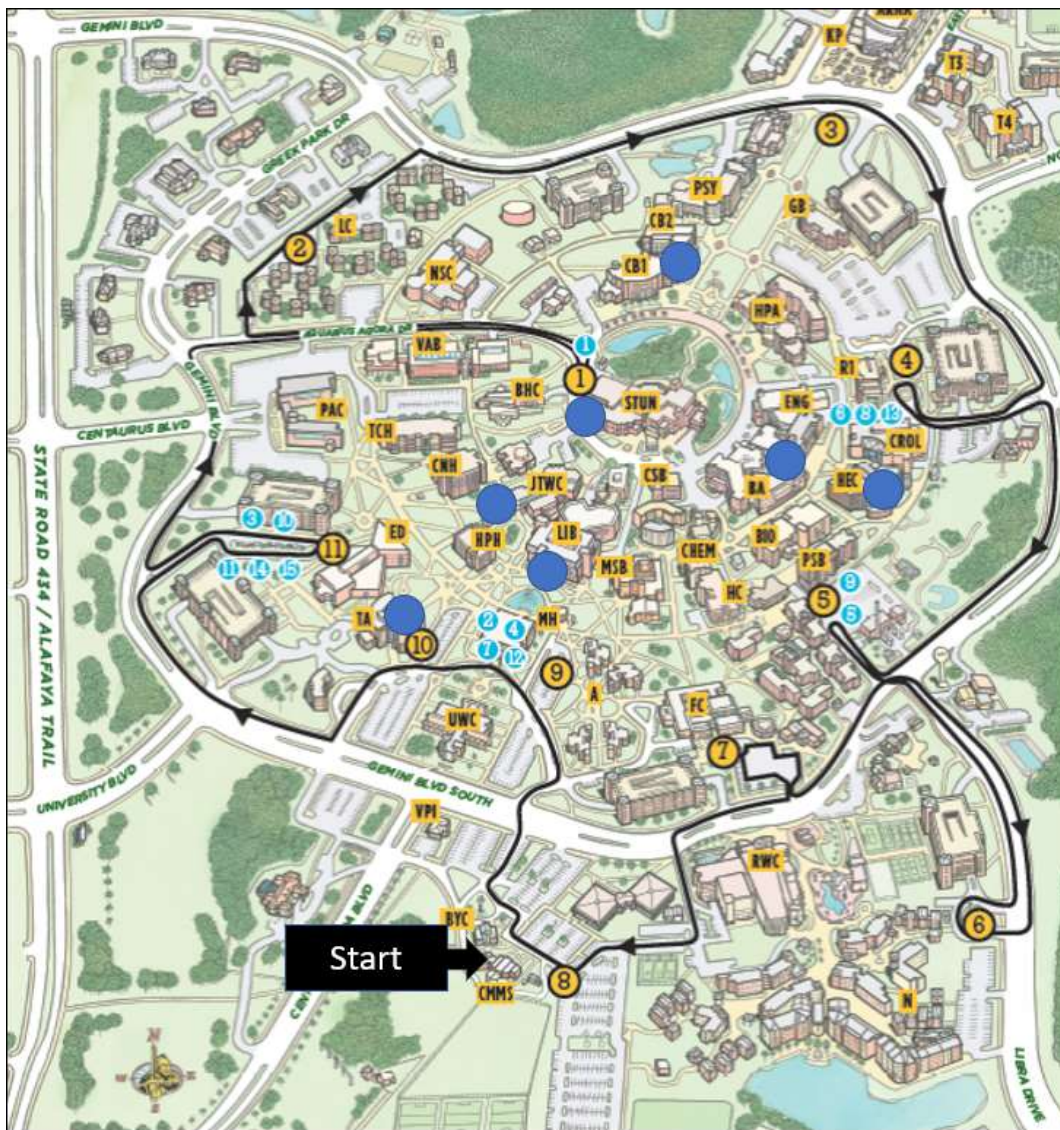 GEMINI BLVD
KP
T3
T4
GREEK PARK DR
3
PSY
GB
2
LC
CB2
CB1
NSC
HPA
AQUARIUS AGORA DR
VAB
1
1
R1
4
GEMINI BLVD
BHC
STUN
ENG
PAC
6 8 13
CENTAURUS BLVD
TCH
CROL
CNH
JTWC
CSB
BA
HEC
STATE ROAD 434 / ALAFAYA TRAIL
3 10
LIB
ED
HPH
CHEM
BIO
11
11 14 15
MSB
PSB
9
HC
5
5
TA
2 4
MH
10
7 12
9
A
UWC
FC
7
GEMINI BLVD SOUTH
UNIVERSITY BLVD
VPI
RWC
BYC
6
Start
CMMS
8
N
LIBRA DRIVE